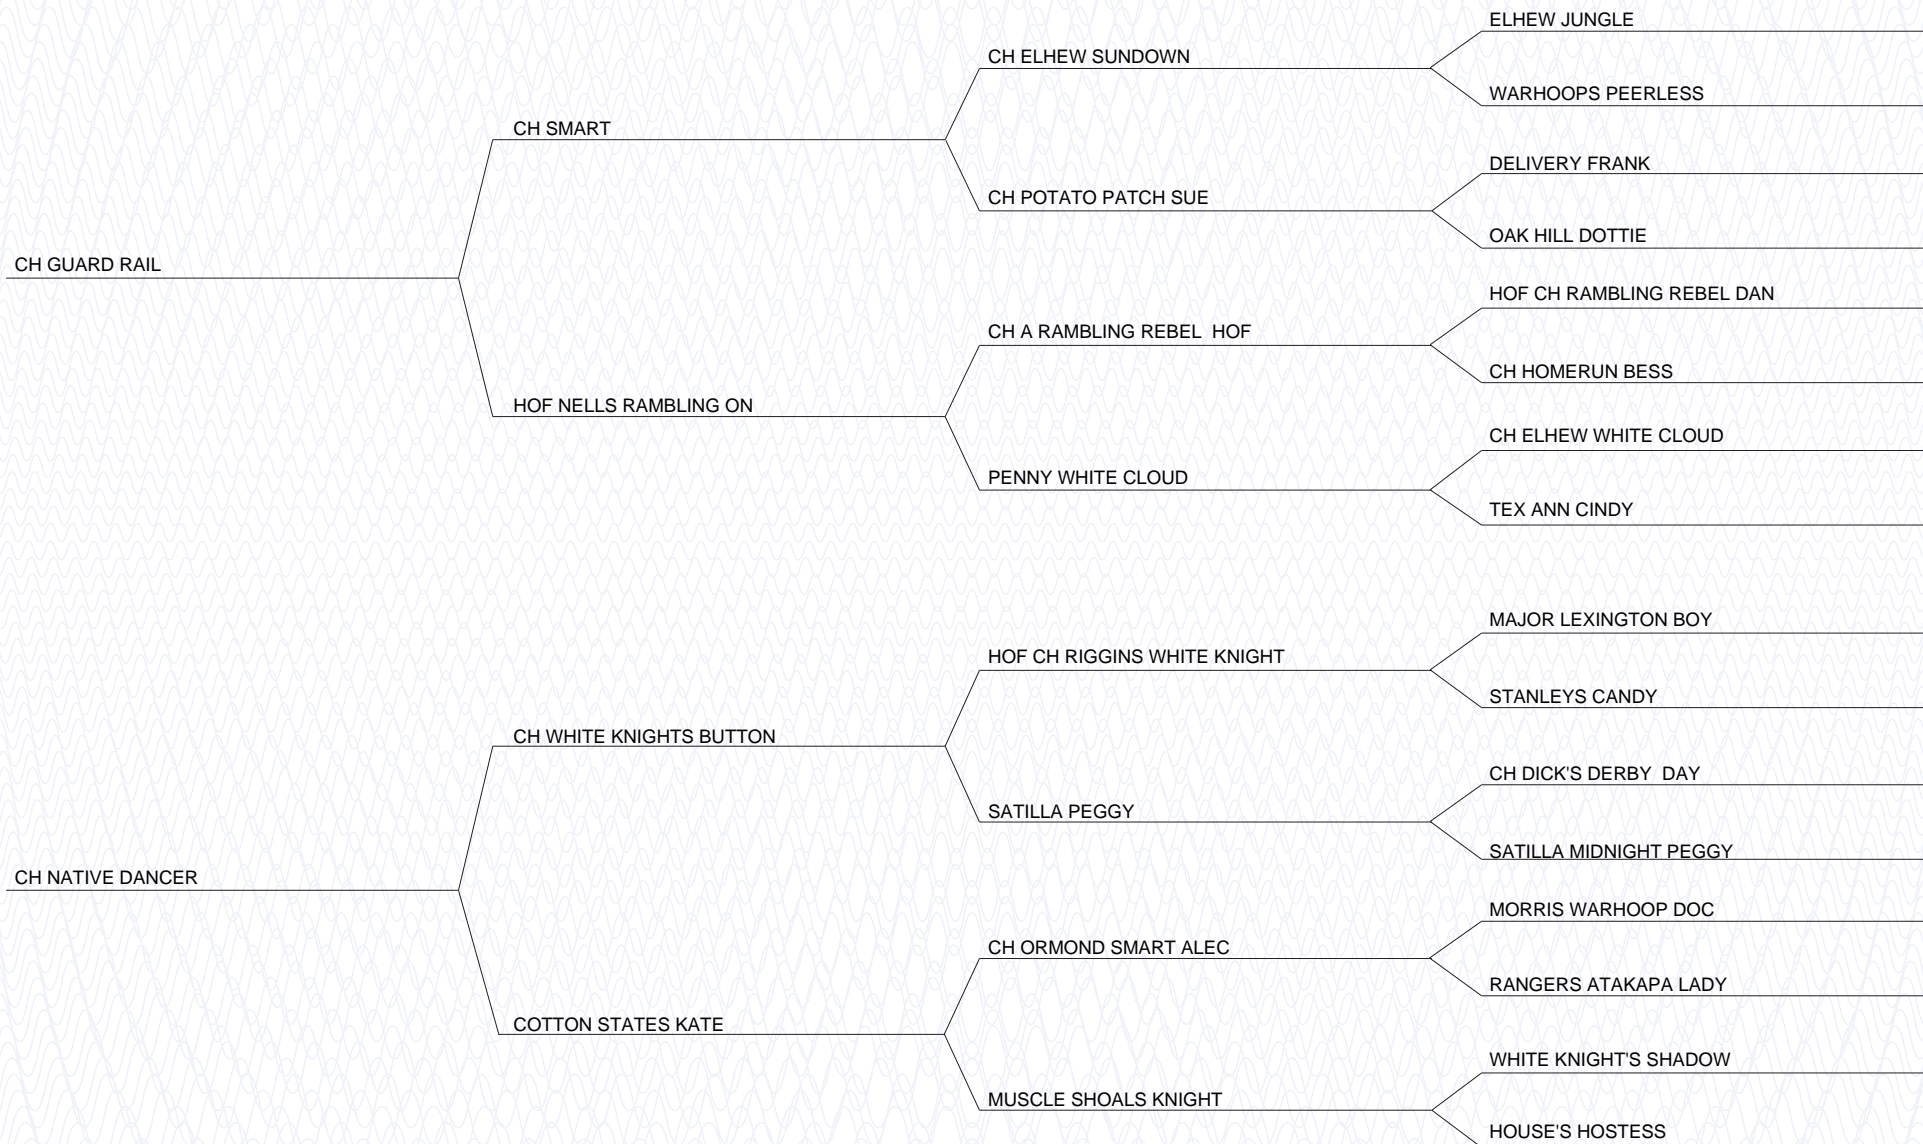 ELHEW JUNGLE
CH ELHEW SUNDOWN
WARHOOPS PEERLESS
CH SMART
DELIVERY FRANK
CH POTATO PATCH SUE
OAK HILL DOTTIE
CH GUARD RAIL
HOF CH RAMBLING REBEL DAN
CH A RAMBLING REBEL  HOF
CH HOMERUN BESS
HOF NELLS RAMBLING ON
CH ELHEW WHITE CLOUD
PENNY WHITE CLOUD
TEX ANN CINDY
MAJOR LEXINGTON BOY
HOF CH RIGGINS WHITE KNIGHT
STANLEYS CANDY
CH WHITE KNIGHTS BUTTON
CH DICK'S DERBY  DAY
SATILLA PEGGY
SATILLA MIDNIGHT PEGGY
CH NATIVE DANCER
MORRIS WARHOOP DOC
CH ORMOND SMART ALEC
RANGERS ATAKAPA LADY
COTTON STATES KATE
WHITE KNIGHT'S SHADOW
MUSCLE SHOALS KNIGHT
HOUSE'S HOSTESS